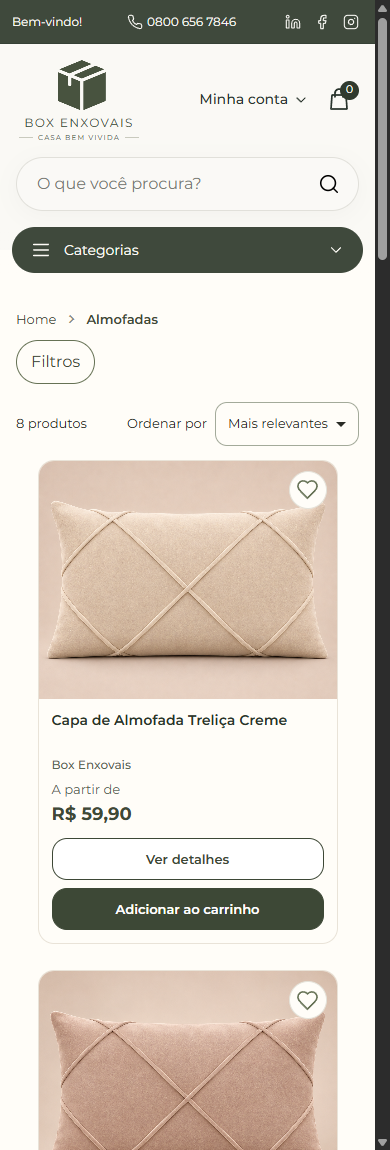 Bem-vindo!
0800 656 7846
BOX ENXOVAIS
CASA BEM VIVIDA
Minha conta
0
O que você procura?
Categorias
Home
Almofadas
Filtros
8 produtos
Ordenar por
Mais relevantes
Capa de Almofada Treliça Creme
Box Enxovais
A partir de
R$ 59,90
Ver detalhes
Adicionar ao carrinho